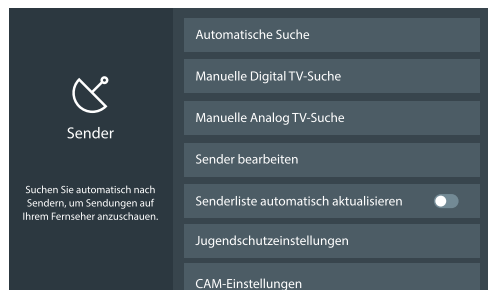 Sender
Suchen Sie automatisch nach
Sendern, um Sendungen auf
Ihrem Fernseher anzuschauen.
Automatische Suche
Manuelle Digital TV-Suche
Manuelle Analog TV-Suche
Sender bearbeiten
Senderliste automatisch aktualisieren
Jugendschutzeinstellungen
CAM-Einstellungen